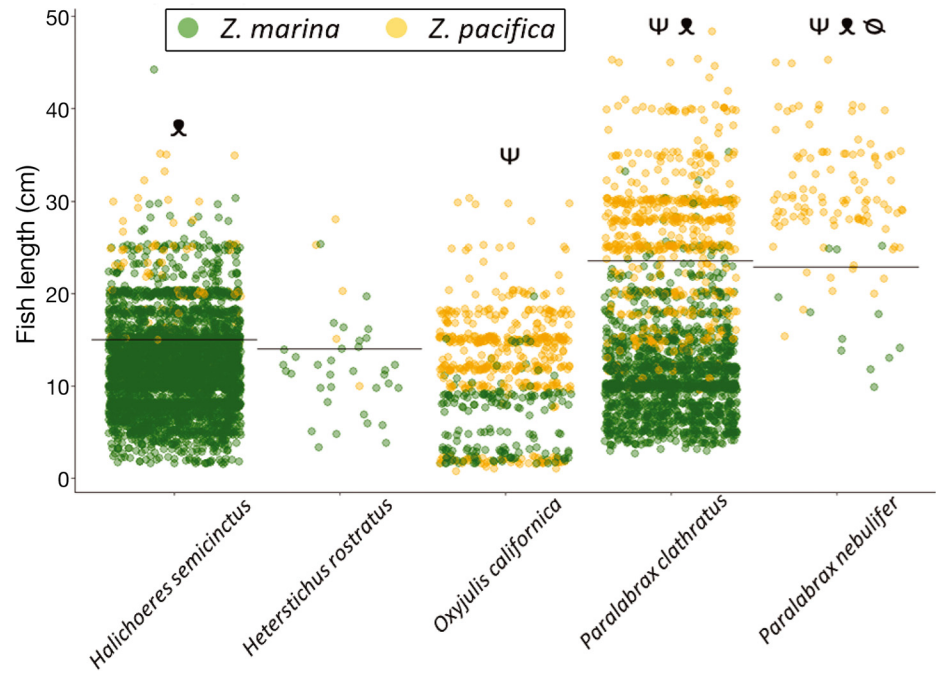 Z. marina Z. pacifica
Fish length (cm)
50
40
30
20
10
0
Ψ
Ψ
Ψ
Halichoeres semicinctus
Heterstichus rostratus
Oxyjulis californica
Paralabrax clathratus
Paralabrax nebulifer